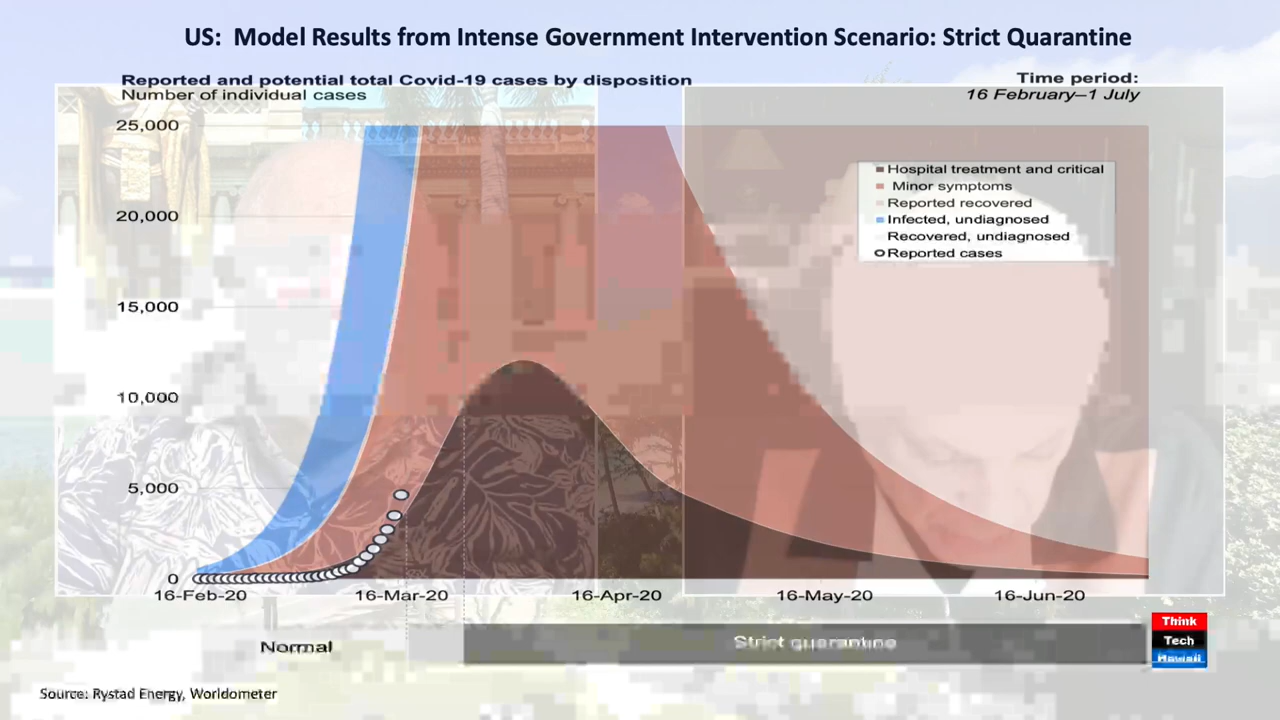 US: Model Results from Intense Government Intervention Scenario: Strict Quarantine
Reported and potential total Covid-19 cases by disposition
Number of individual cases
Time period:
16 February–1 July
25,000
20,000
15,000
10,000
5,000
0
Hospital treatment and critical
Minor symptoms
Reported recovered
Infected, undiagnosed
Recovered, undiagnosed
Reported cases
16-Feb-20 16-Mar-20 16-Apr-20 16-May-20 16-Jun-20
Normal
Strict quarantine
Think
Tech
Hawaii
Source: Rystad Energy, Worldometer